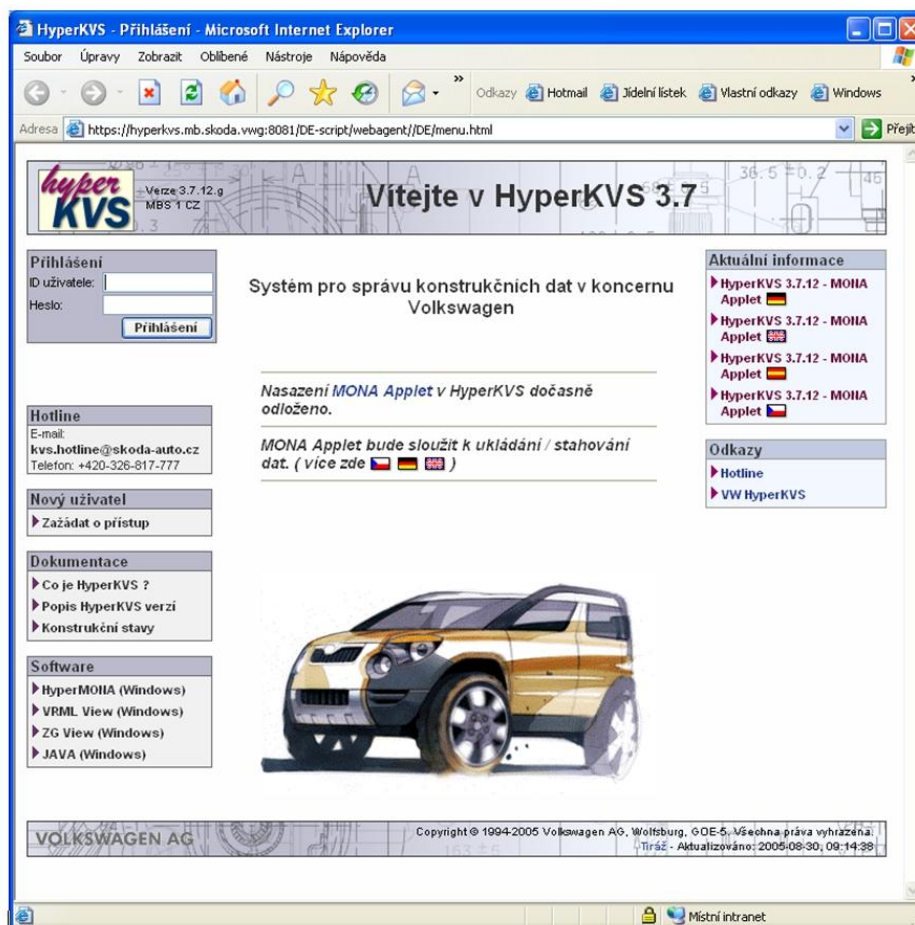 HyperKVS - Přihlášení - Microsoft Internet Explorer
Soubor Úpravy Zobrazit Oblíbené Nástroje Nápověda
Odkazy Hotmail Jídelní lístek Vlastní odkazy Windows
Adresa https://hyperkvs.mb.skoda.vwg:8081/DE-script/webagent//DE/menu.html Přejít
hyper
KVS
Verze 3.7.12.g
MBS 1 CZ
Vítejte v HyperKVS 3.7
Přihlášení
ID uživatele:
Heslo:
Přihlášení
Hotline
E-mail:
kvs.hotline@skoda-auto.cz
Telefon: +420-326-817-777
Nový uživatel
Zažádat o přístup
Dokumentace
Co je HyperKVS ?
Popis HyperKVS verzí
Konstrukční stavy
Software
HyperMONA (Windows)
VRML View (Windows)
ZG View (Windows)
JAVA (Windows)
Systém pro správu konstrukčních dat v koncernu
Volkswagen
Nasazení MONA Applet v HyperKVS dočasně
odloženo.
MONA Applet bude sloužit k ukládání / stahování
dat. ( více zde )
Aktuální informace
HyperKVS 3.7.12 - MONA
Applet
HyperKVS 3.7.12 - MONA
Applet
HyperKVS 3.7.12 - MONA
Applet
HyperKVS 3.7.12 - MONA
Applet
Odkazy
Hotline
VW HyperKVS
VOLKSWAGEN AG
Copyright © 1994-2005 Volkswagen AG, Wolfsburg, GOE-5. Všechna práva vyhrazena.
Tiráž - Aktualizováno: 2005-08-30, 09:14:38
Místní intranet